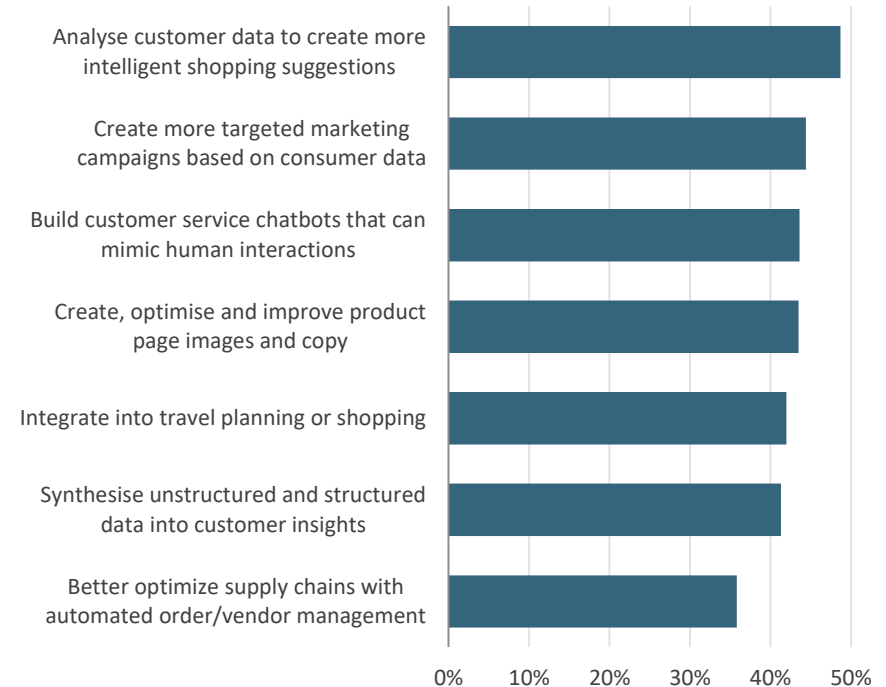 Analyse customer data to create more
intelligent shopping suggestions
Create more targeted marketing
campaigns based on consumer data
Build customer service chatbots that can
mimic human interactions
Create, optimise and improve product
page images and copy
Integrate into travel planning or shopping
Synthesise unstructured and structured
data into customer insights
Better optimize supply chains with
automated order/vendor management
0% 10% 20% 30% 40% 50%